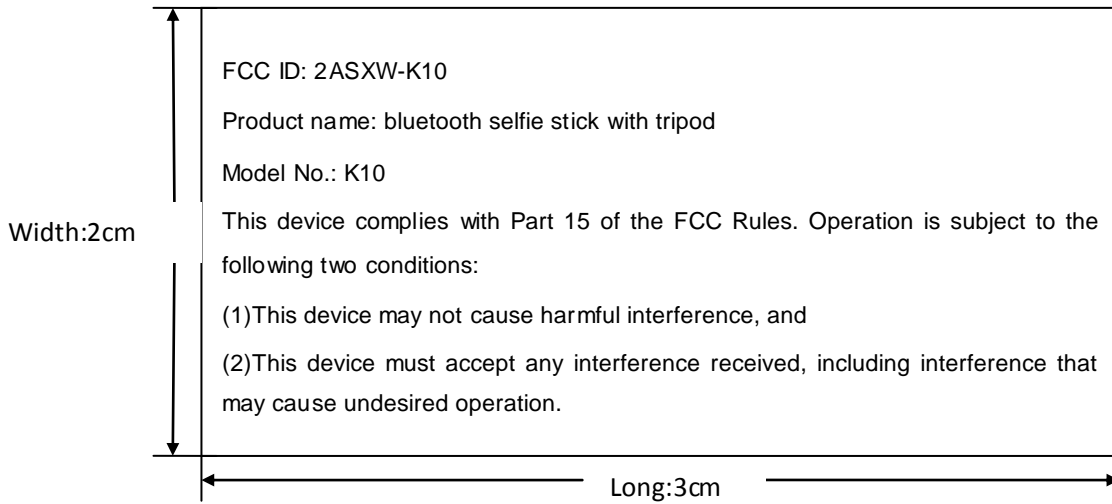 FCC ID: 2ASXW-K10
Product name: bluetooth selfie stick with tripod
Model No.: K10
Width:2cm
This device complies with Part 15 of the FCC Rules. Operation is subject to the
following two conditions:
(1)This device may not cause harmful interference, and
(2)This device must accept any interference received, including interference that
may cause undesired operation.
Long:3cm